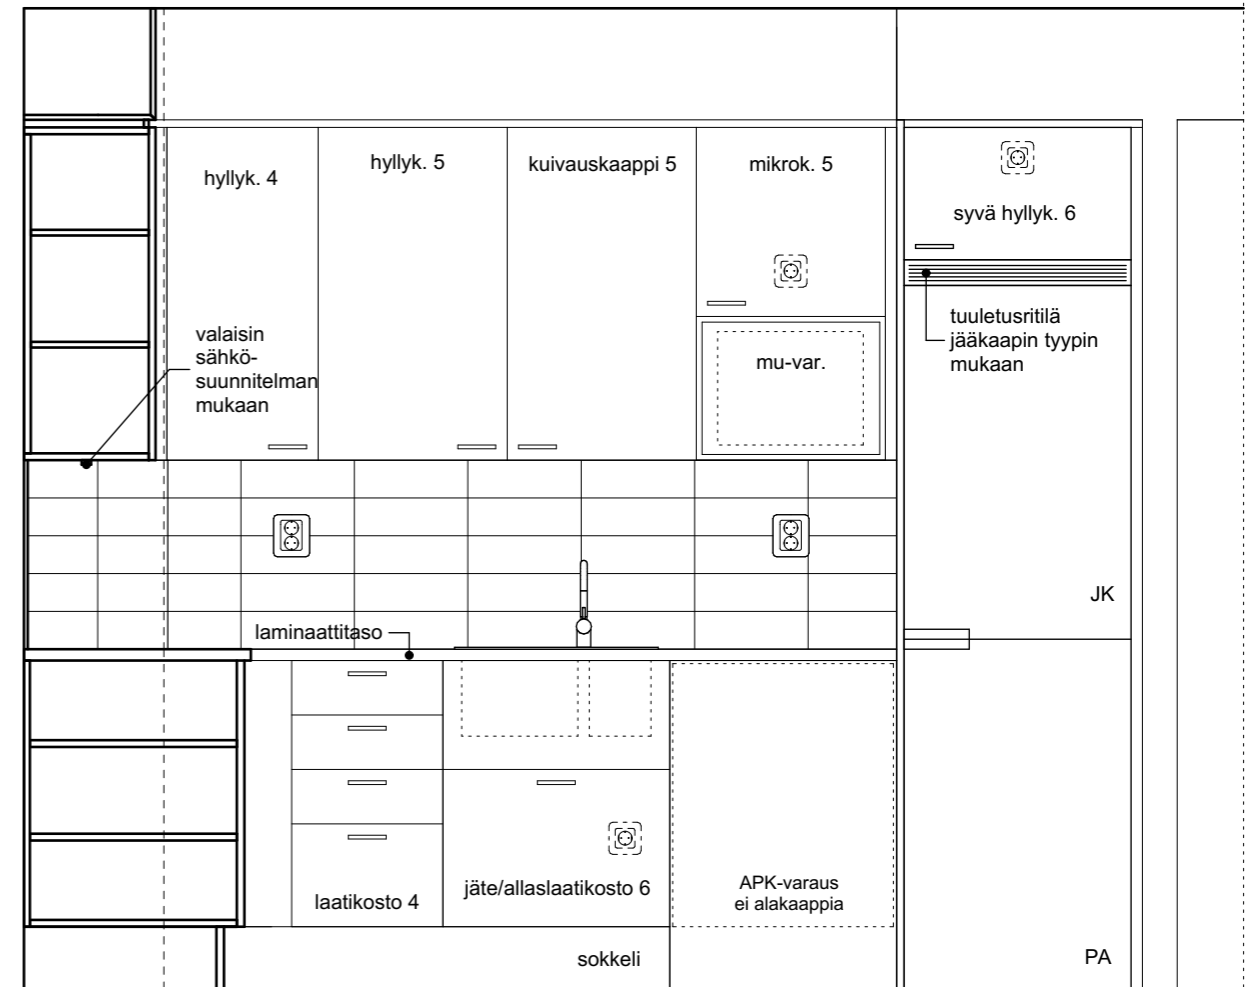 hyllyk. 4
hyllyk. 5
kuivauskaappi 5
mikrok. 5
syvä hyllyk. 6
valaisin
sähkö-
suunnitelman
mukaan
mu-var.
tuuletusritilä
jääkaapin tyypin
mukaan
JK
laminaattitaso
laatikosto 4
jäte/allaslaatikosto 6
APK-varaus
ei alakaappia
sokkeli
PA